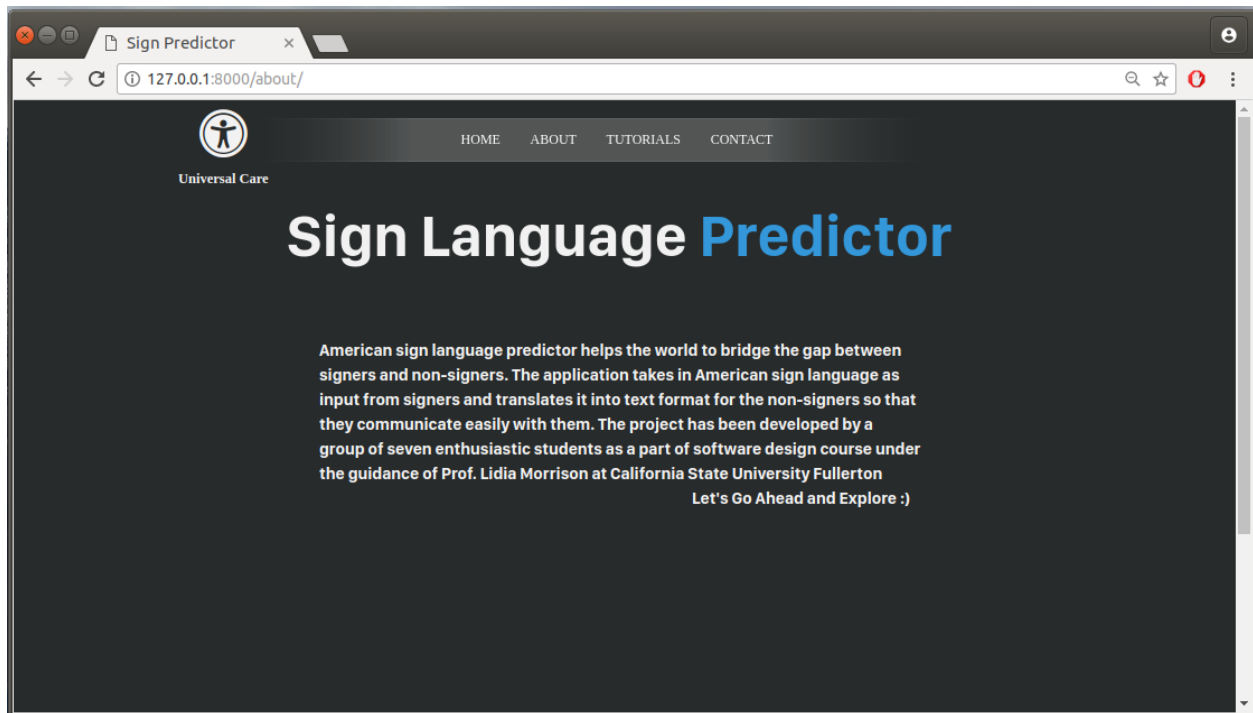 Sign Predictor
127.0.0.1:8000/about/
HOME ABOUT TUTORIALS CONTACT
Universal Care
Sign Language Predictor
American sign language predictor helps the world to bridge the gap between
signers and non-signers. The application takes in American sign language as
input from signers and translates it into text format for the non-signers so that
they communicate easily with them. The project has been developed by a
group of seven enthusiastic students as a part of software design course under
the guidance of Prof. Lidia Morrison at California State University Fullerton
Let's Go Ahead and Explore :)